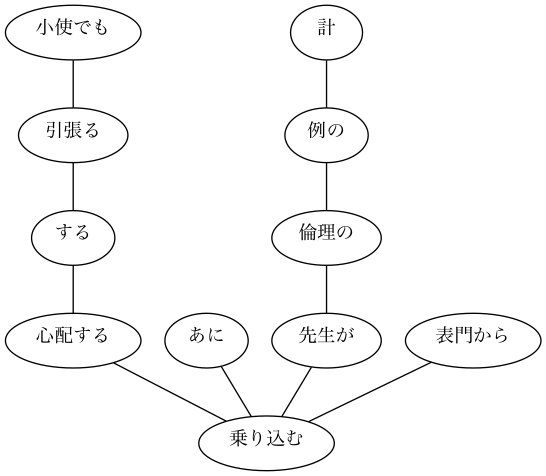 小使でも
計
引張る
例の
する
倫理の
心配する
あに
先生が
表門から
乗り込む